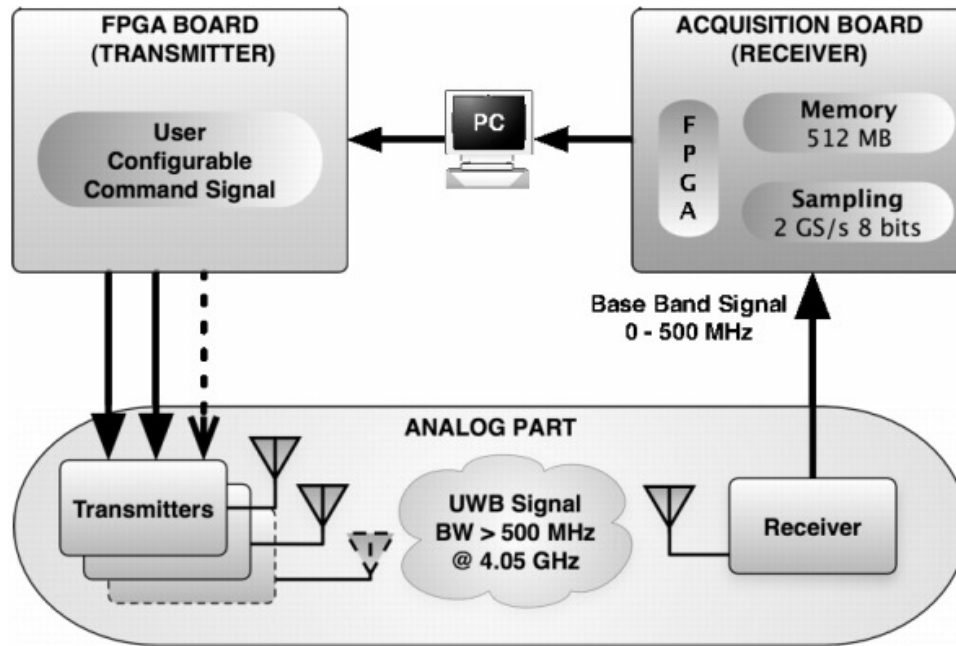 FPGA BOARD
(TRANSMITTER)
User
Configurable
Command Signal
PC
ACQUISITION BOARD
(RECEIVER)
F
P
G
A
Memory
512 MB
Sampling
2 GS/s 8 bits
Base Band Signal
0 - 500 MHz
ANALOG PART
Transmitters
UWB Signal
BW > 500 MHz
@ 4.05 GHz
Receiver